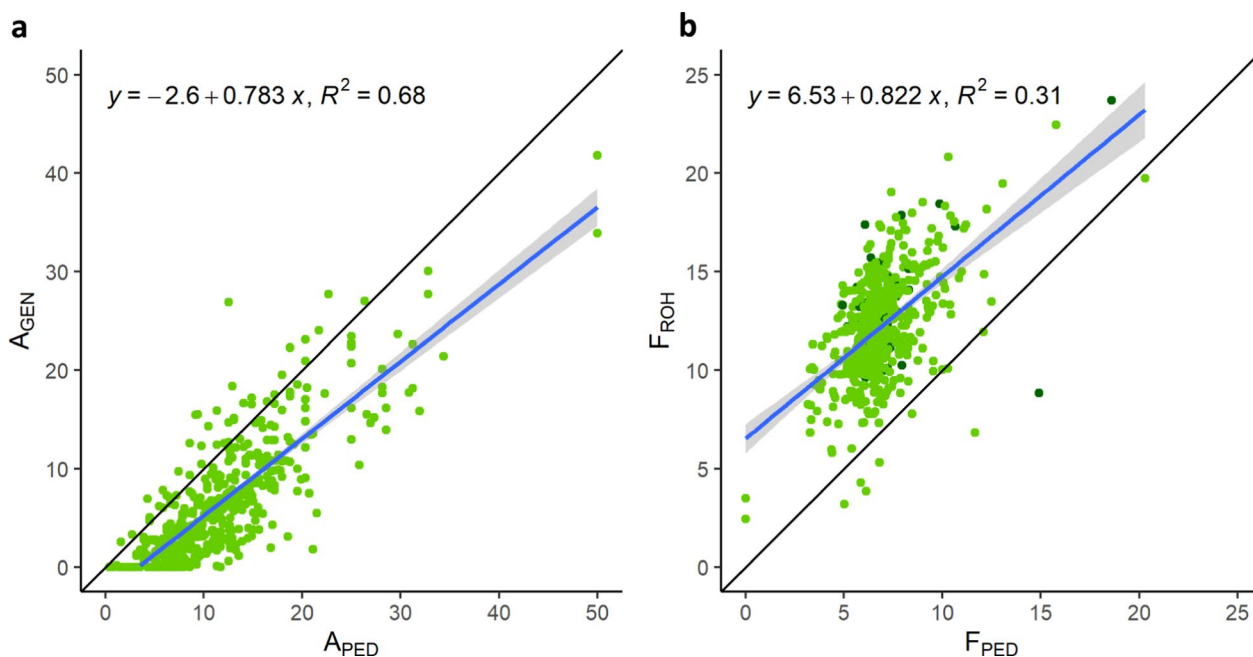 a
y = −2.6 + 0.783 x, R² = 0.68
50
40
30
20
10
0
A_GEN
0 10 20 30 40 50
A_PED
b
y = 6.53 + 0.822 x, R² = 0.31
25
20
15
10
5
0
F_ROH
0 5 10 15 20 25
F_PED